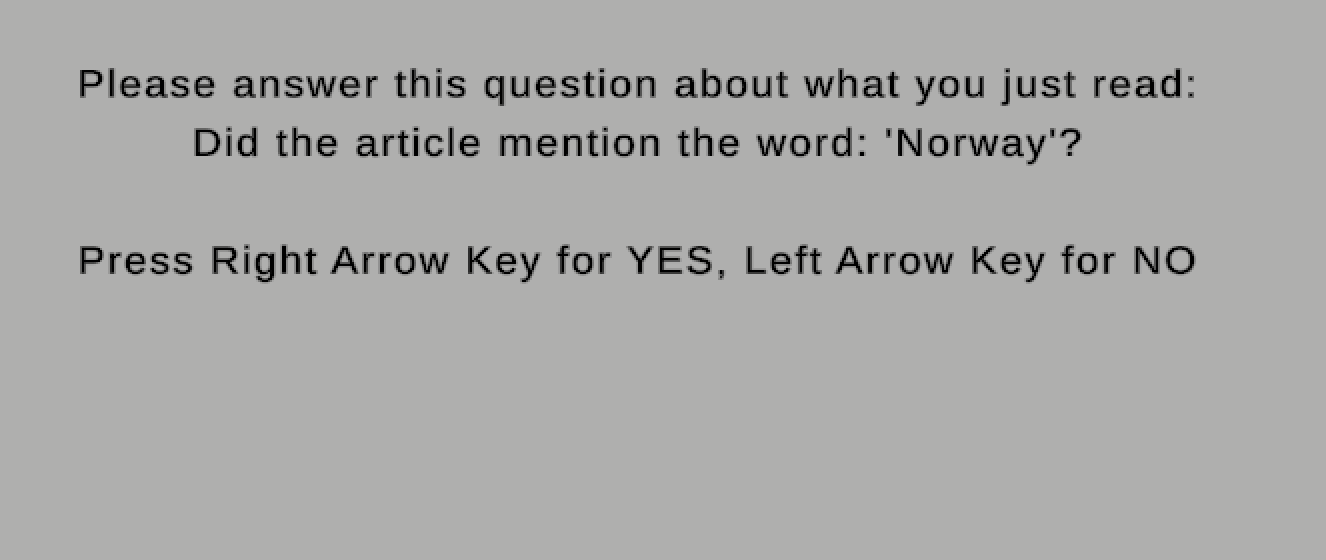 Please answer this question about what you just read:
Did the article mention the word: 'Norway'?
Press Right Arrow Key for YES, Left Arrow Key for NO